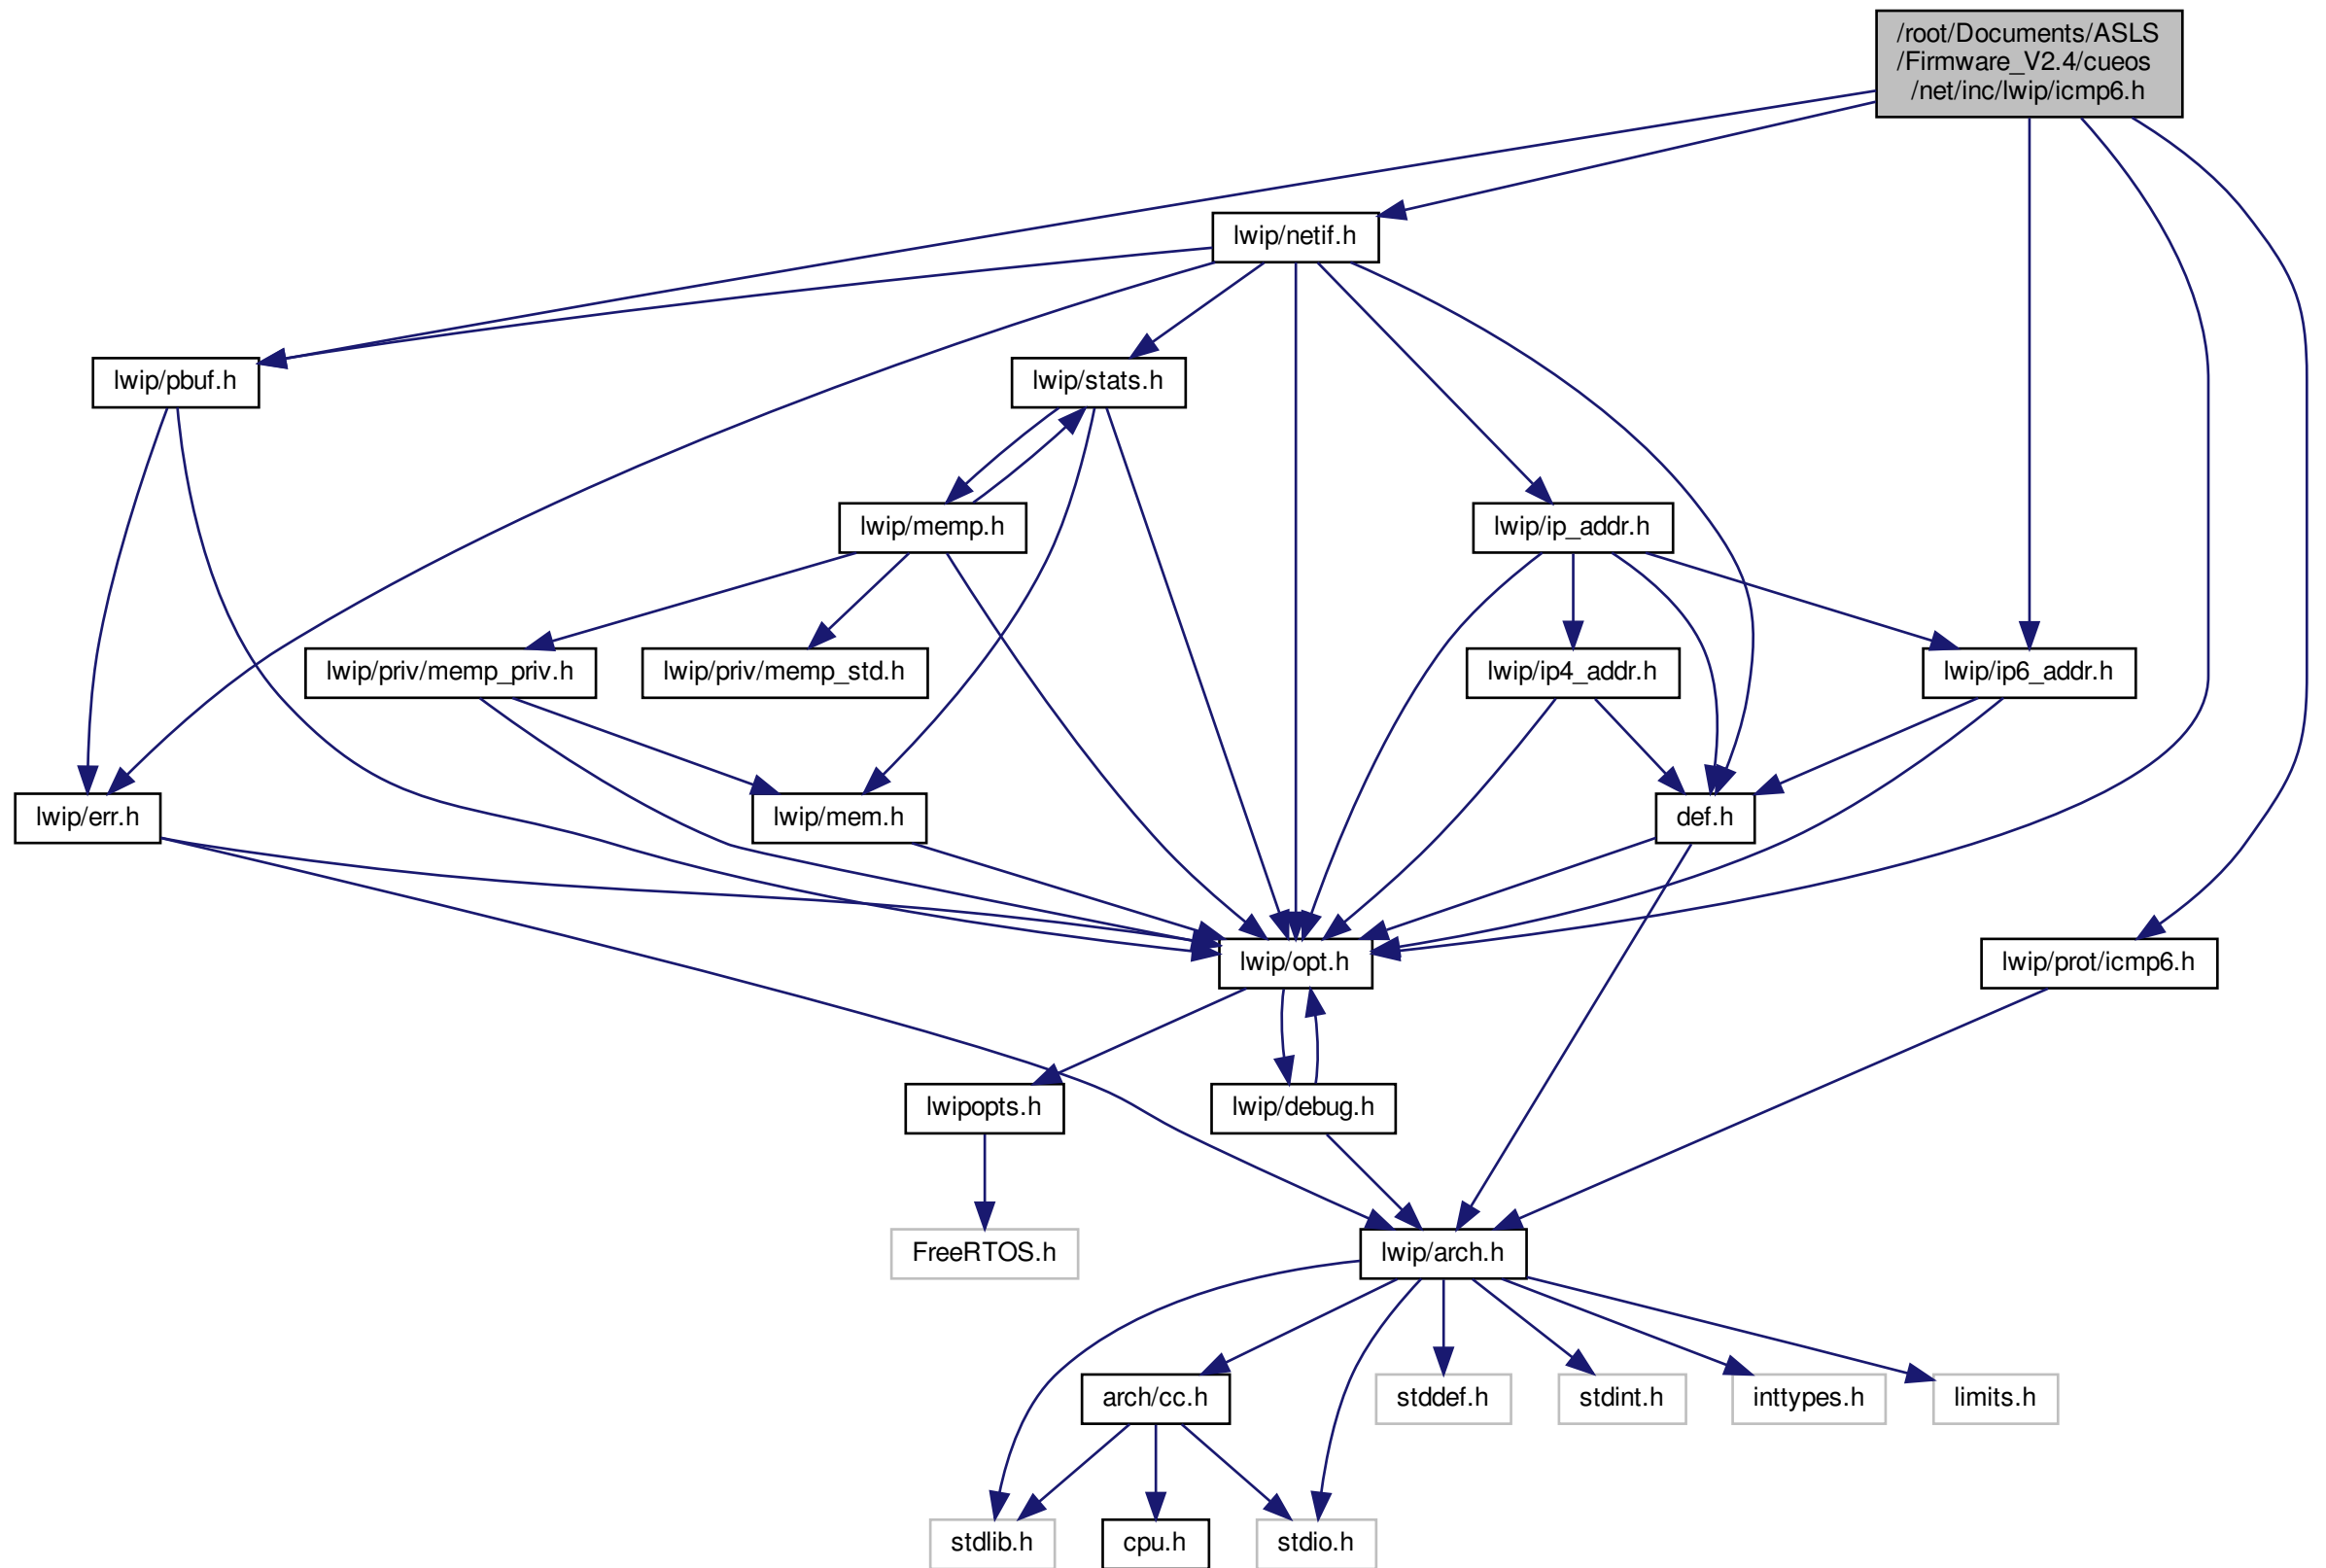 /root/Documents/ASLS
/Firmware_V2.4/cueos
/net/inc/lwip/icmp6.h
lwip/netif.h
lwip/pbuf.h
lwip/stats.h
lwip/memp.h
lwip/ip_addr.h
lwip/priv/memp_priv.h
lwip/priv/memp_std.h
lwip/ip4_addr.h
lwip/ip6_addr.h
lwip/err.h
lwip/mem.h
def.h
lwip/opt.h
lwip/prot/icmp6.h
lwipopts.h
lwip/debug.h
FreeRTOS.h
lwip/arch.h
arch/cc.h
stddef.h
stdint.h
inttypes.h
limits.h
stdlib.h
cpu.h
stdio.h